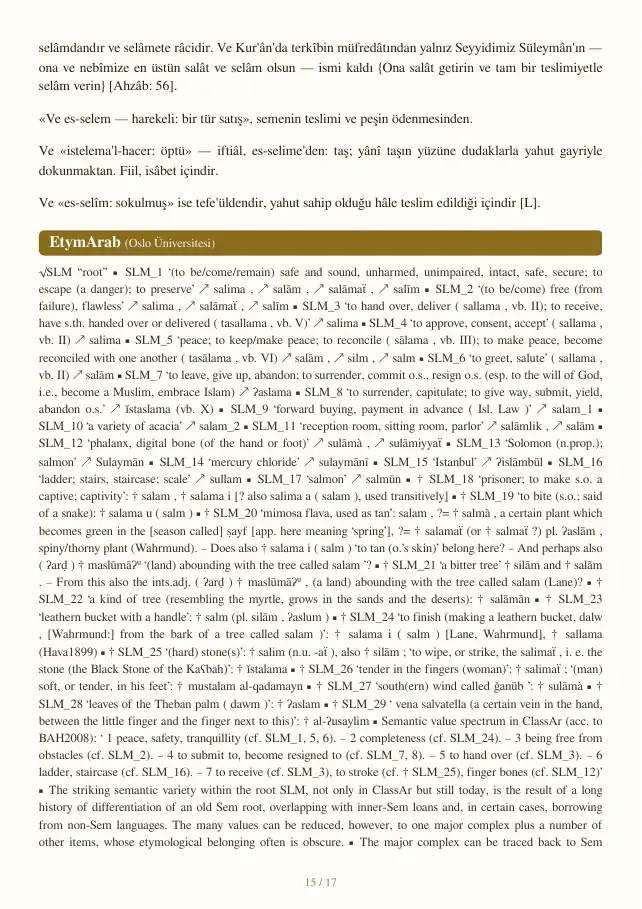 selâmdandır ve selâmete râcidir. Ve Kur'ân'da terkîbin müfredâtından yalnız Seyyidimiz Süleymân'ın —
ona ve nebîmize en üstün salât ve selâm olsun — ismi kaldı {Ona salât getirin ve tam bir teslimiyetle
selâm verin} [Ahzâb: 56].
«Ve es-selem — harekeli: bir tür satış», semenin teslimi ve peşin ödenmesinden.
Ve «istelema'l-hacer: öptü» — iftiâl, es-selime'den: taş; yânî taşın yüzüne dudaklarla yahut gayriyle
dokunmaktan. Fiil, isâbet içindir.
Ve «es-selîm: sokulmuş» ise tefe'üldendir, yahut sahip olduğu hâle teslim edildiği içindir [L].
EtymArab (Oslo Üniversitesi)
√SLM “root” ▪ SLM_1 ‘(to be/come/remain) safe and sound, unharmed, unimpaired, intact, safe, secure; to
escape (a danger); to preserve’ ↗ salima , ↗ salām , ↗ salāmaẗ , ↗ salīm ▪ SLM_2 ‘(to be/come) free (from
failure), flawless’ ↗ salima , ↗ salāmaẗ , ↗ salīm ▪ SLM_3 ‘to hand over, deliver ( sallama , vb. II); to receive,
have s.th. handed over or delivered ( tasallama , vb. V)’ ↗ salima ▪ SLM_4 ‘to approve, consent, accept’ ( sallama ,
vb. II) ↗ salima ▪ SLM_5 ‘peace; to keep/make peace; to reconcile ( sālama , vb. III); to make peace, become
reconciled with one another ( tasālama , vb. VI) ↗ salām , ↗ silm , ↗ salm ▪ SLM_6 ‘to greet, salute’ ( sallama ,
vb. II) ↗ salām ▪ SLM_7 ‘to leave, give up, abandon; to surrender, commit o.s., resign o.s. (esp. to the will of God,
i.e., become a Muslim, embrace Islam) ↗ ʔaslama ▪ SLM_8 ‘to surrender, capitulate; to give way, submit, yield,
abandon o.s.’ ↗ ĭstaslama (vb. X) ▪ SLM_9 ‘forward buying, payment in advance ( Isl. Law )’ ↗ salam_1 ▪
SLM_10 ‘a variety of acacia’ ↗ salam_2 ▪ SLM_11 ‘reception room, sitting room, parlor’ ↗ salāmlik , ↗ salām ▪
SLM_12 ‘phalanx, digital bone (of the hand or foot)’ ↗ sulāmà , ↗ sulāmiyyaẗ ▪ SLM_13 ‘Solomon (n.prop.);
salmon’ ↗ Sulaymān ▪ SLM_14 ‘mercury chloride’ ↗ sulaymānī ▪ SLM_15 ‘Istanbul’ ↗ ʔislāmbūl ▪ SLM_16
‘ladder; stairs, staircase; scale’ ↗ sullam ▪ SLM_17 ‘salmon’ ↗ salmūn ▪ † SLM_18 ‘prisoner; to make s.o. a
captive; captivity’: † salam , † salama i [? also salima a ( salam ), used transitively] ▪ † SLM_19 ‘to bite (s.o.; said
of a snake): † salama u ( salm ) ▪ † SLM_20 ‘mimosa flava, used as tan’: salam , ?= † salmà , a certain plant which
becomes green in the [season called] ṣayf [app. here meaning ‘spring’], ?= † salamaẗ (or † salmaẗ ?) pl. ʔaslām ,
spiny/thorny plant (Wahrmund). – Does also † salama i ( salm ) ‘to tan (o.’s skin)’ belong here? – And perhaps also
( ʔarḍ ) † maslūmāʔᵘ ‘(land) abounding with the tree called salam ’? ▪ † SLM_21 ‘a bitter tree’ † silām and † salām
. – From this also the ints.adj. ( ʔarḍ ) † maslūmāʔᵘ , (a land) abounding with the tree called salam (Lane)? ▪ †
SLM_22 ‘a kind of tree (resembling the myrtle, grows in the sands and the deserts): † salāmān ▪ † SLM_23
‘leathern bucket with a handle’: † salm (pl. silām , ʔaslum ) ▪ † SLM_24 ‘to finish (making a leathern bucket, dalw
, [Wahrmund:] from the bark of a tree called salam )’: † salama i ( salm ) [Lane, Wahrmund], † sallama
(Hava1899) ▪ † SLM_25 ‘(hard) stone(s)’: † salim (n.u. -aẗ ), also † silām ; ‘to wipe, or strike, the salimaẗ , i. e. the
stone (the Black Stone of the Kaʕbah)’: † ĭstalama ▪ † SLM_26 ‘tender in the fingers (woman)’: † salimaẗ ; ‘(man)
soft, or tender, in his feet’: † mustalam al-qadamayn ▪ † SLM_27 ‘south(ern) wind called ǧanūb ’: † sulāmà ▪ †
SLM_28 ‘leaves of the Theban palm ( dawm )’: † ʔaslam ▪ † SLM_29 ‘ vena salvatella (a certain vein in the hand,
between the little finger and the finger next to this)’: † al-ʔusaylim ▪ Semantic value spectrum in ClassAr (acc. to
BAH2008): ‘ 1 peace, safety, tranquillity (cf. SLM_1, 5, 6). – 2 completeness (cf. SLM_24). – 3 being free from
obstacles (cf. SLM_2). – 4 to submit to, become resigned to (cf. SLM_7, 8). – 5 to hand over (cf. SLM_3). – 6
ladder, staircase (cf. SLM_16). – 7 to receive (cf. SLM_3), to stroke (cf. † SLM_25), finger bones (cf. SLM_12)’
▪ The striking semantic variety within the root SLM, not only in ClassAr but still today, is the result of a long
history of differentiation of an old Sem root, overlapping with inner-Sem loans and, in certain cases, borrowing
from non-Sem languages. The many values can be reduced, however, to one major complex plus a number of
other items, whose etymological belonging often is obscure. ▪ The major complex can be traced back to Sem
15 / 17